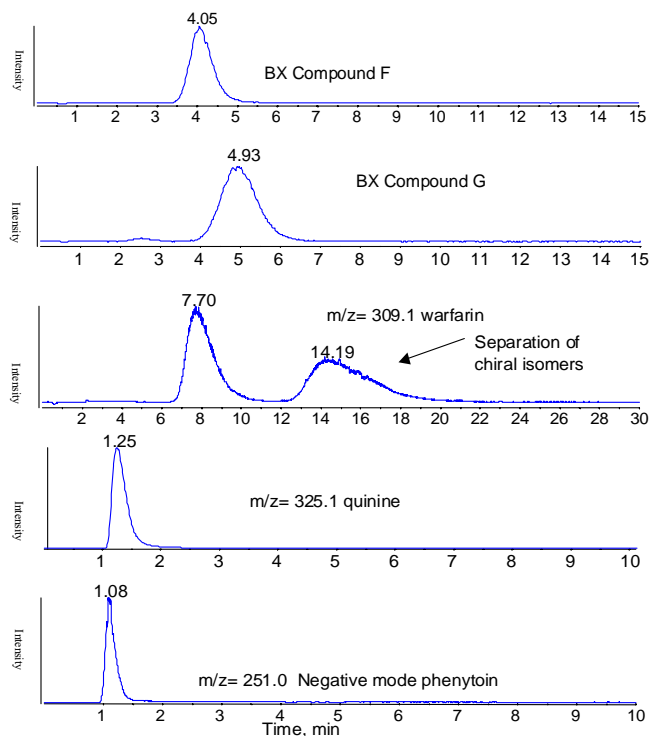 4.05
Intensity
BX Compound F
1 2 3 4 5 6 7 8 9 10 11 12 13 14 15
4.93
Intensity
BX Compound G
1 2 3 4 5 6 7 8 9 10 11 12 13 14 15
7.70
Intensity
m/z= 309.1 warfarin
14.19
Separation of
chiral isomers
2 4 6 8 10 12 14 16 18 20 22 24 26 28 30
1.25
Intensity
m/z= 325.1 quinine
1 2 3 4 5 6 7 8 9 10
1.08
Intensity
m/z= 251.0 Negative mode phenytoin
1 2 3 4 5 6 7 8 9 10
Time, min